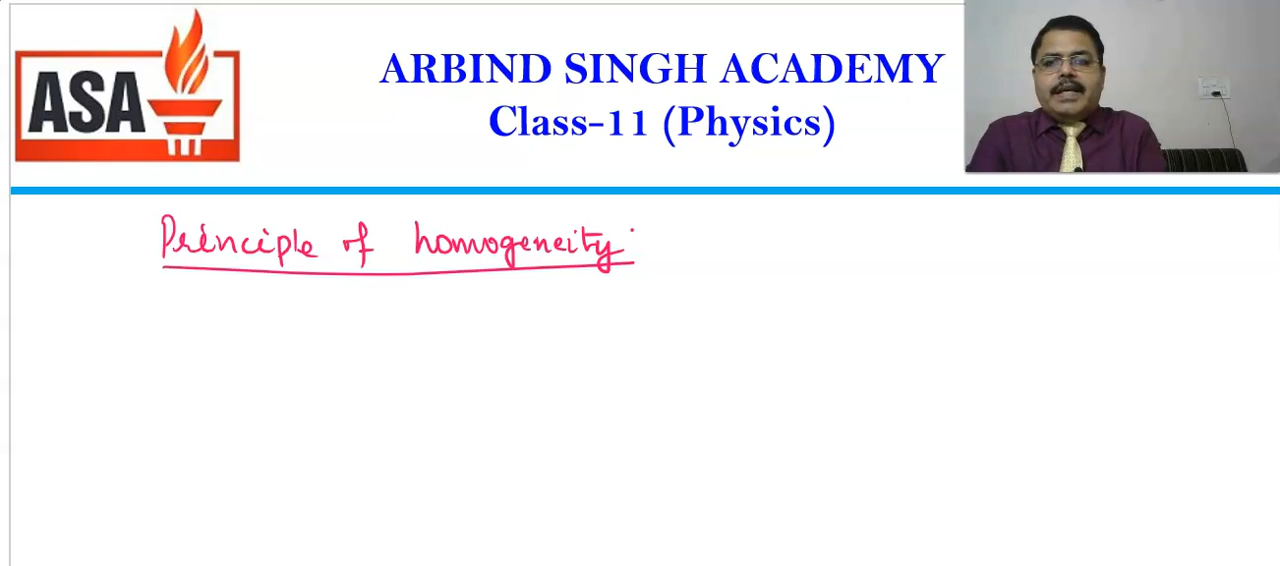 ASA
ARBIND SINGH ACADEMY
Class-11 (Physics)
Principle of homogeneity